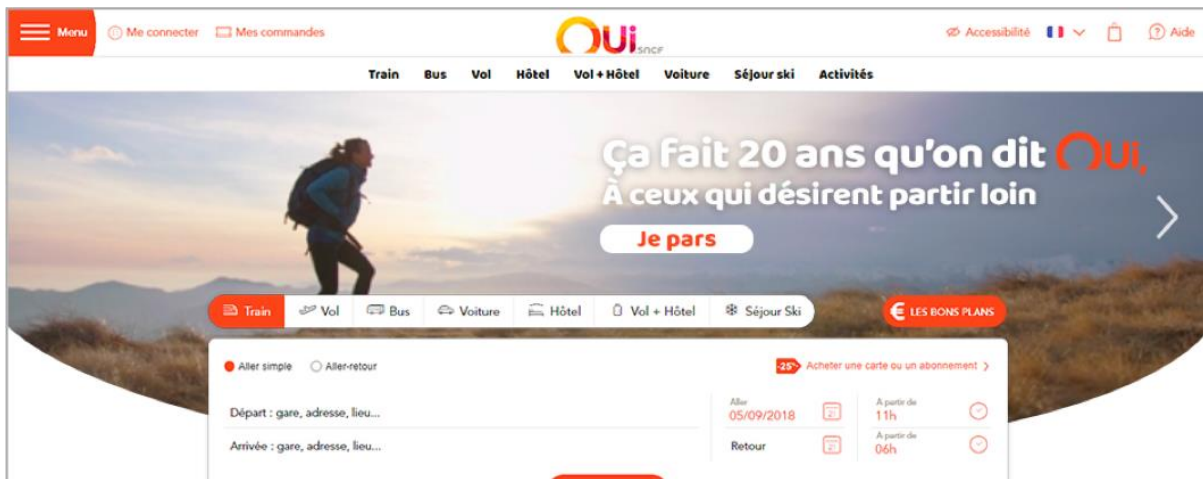 Menu
Me connecter
Mes commandes
OUi.sncf
Accessibilité
Aide
Train Bus Vol Hôtel Vol + Hôtel Voiture Séjour ski Activités
Ça fait 20 ans qu'on dit OUi,
À ceux qui désirent partir loin
Je pars
Train Vol Bus Voiture Hôtel Vol + Hôtel Séjour Ski
LES BONS PLANS
Aller simple Aller-retour
-25% Acheter une carte ou un abonnement
Départ : gare, adresse, lieu...
Aller
05/09/2018
A partir de
11h
Arrivée : gare, adresse, lieu...
Retour
A partir de
06h